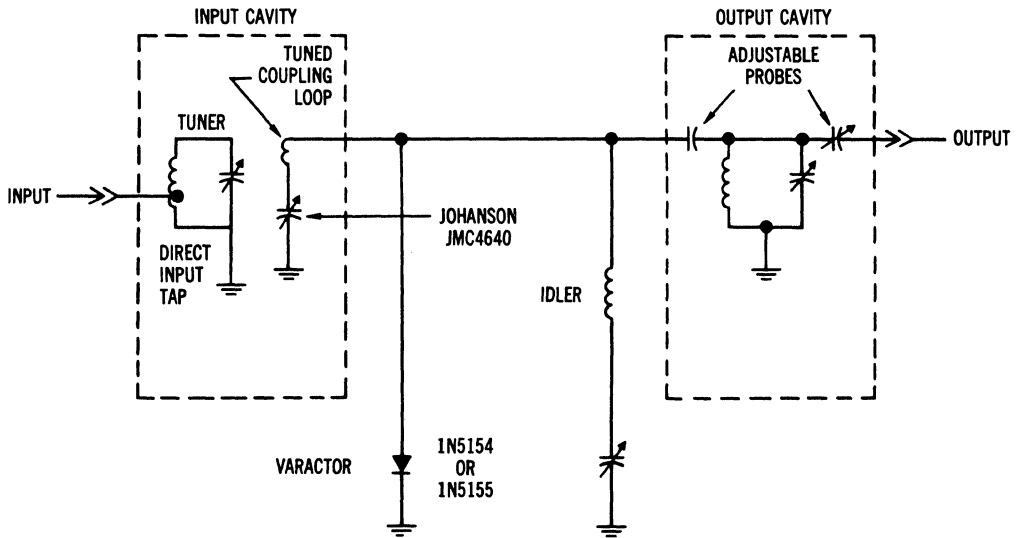 INPUT CAVITY
OUTPUT CAVITY
TUNED
COUPLING
LOOP
ADJUSTABLE
PROBES
TUNER
OUTPUT
INPUT
JOHANSON
JMC4640
DIRECT
INPUT
TAP
IDLER
VARACTOR
1N5154
OR
1N5155